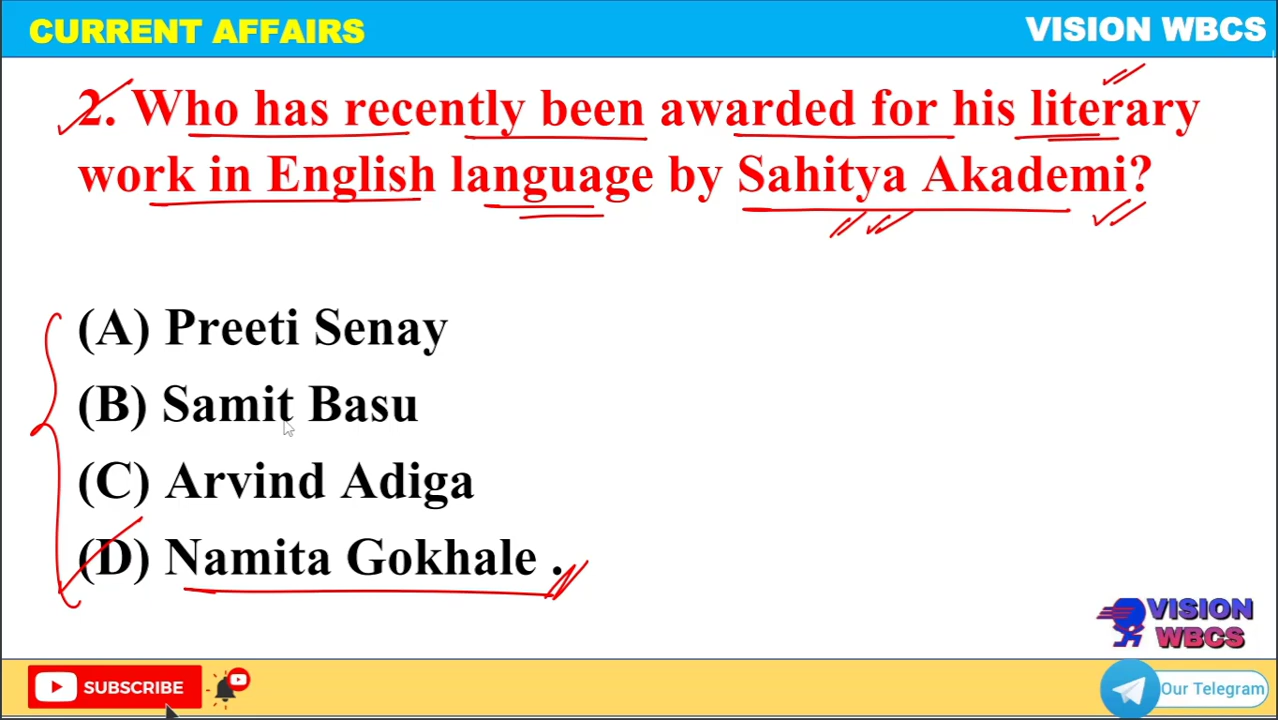 CURRENT AFFAIRS
VISION WBCS
2. Who has recently been awarded for his literary
work in English language by Sahitya Akademi?
(A) Preeti Senay
(B) Samit Basu
(C) Arvind Adiga
(D) Namita Gokhale .
VISION
WBCS
SUBSCRIBE
Our Telegram